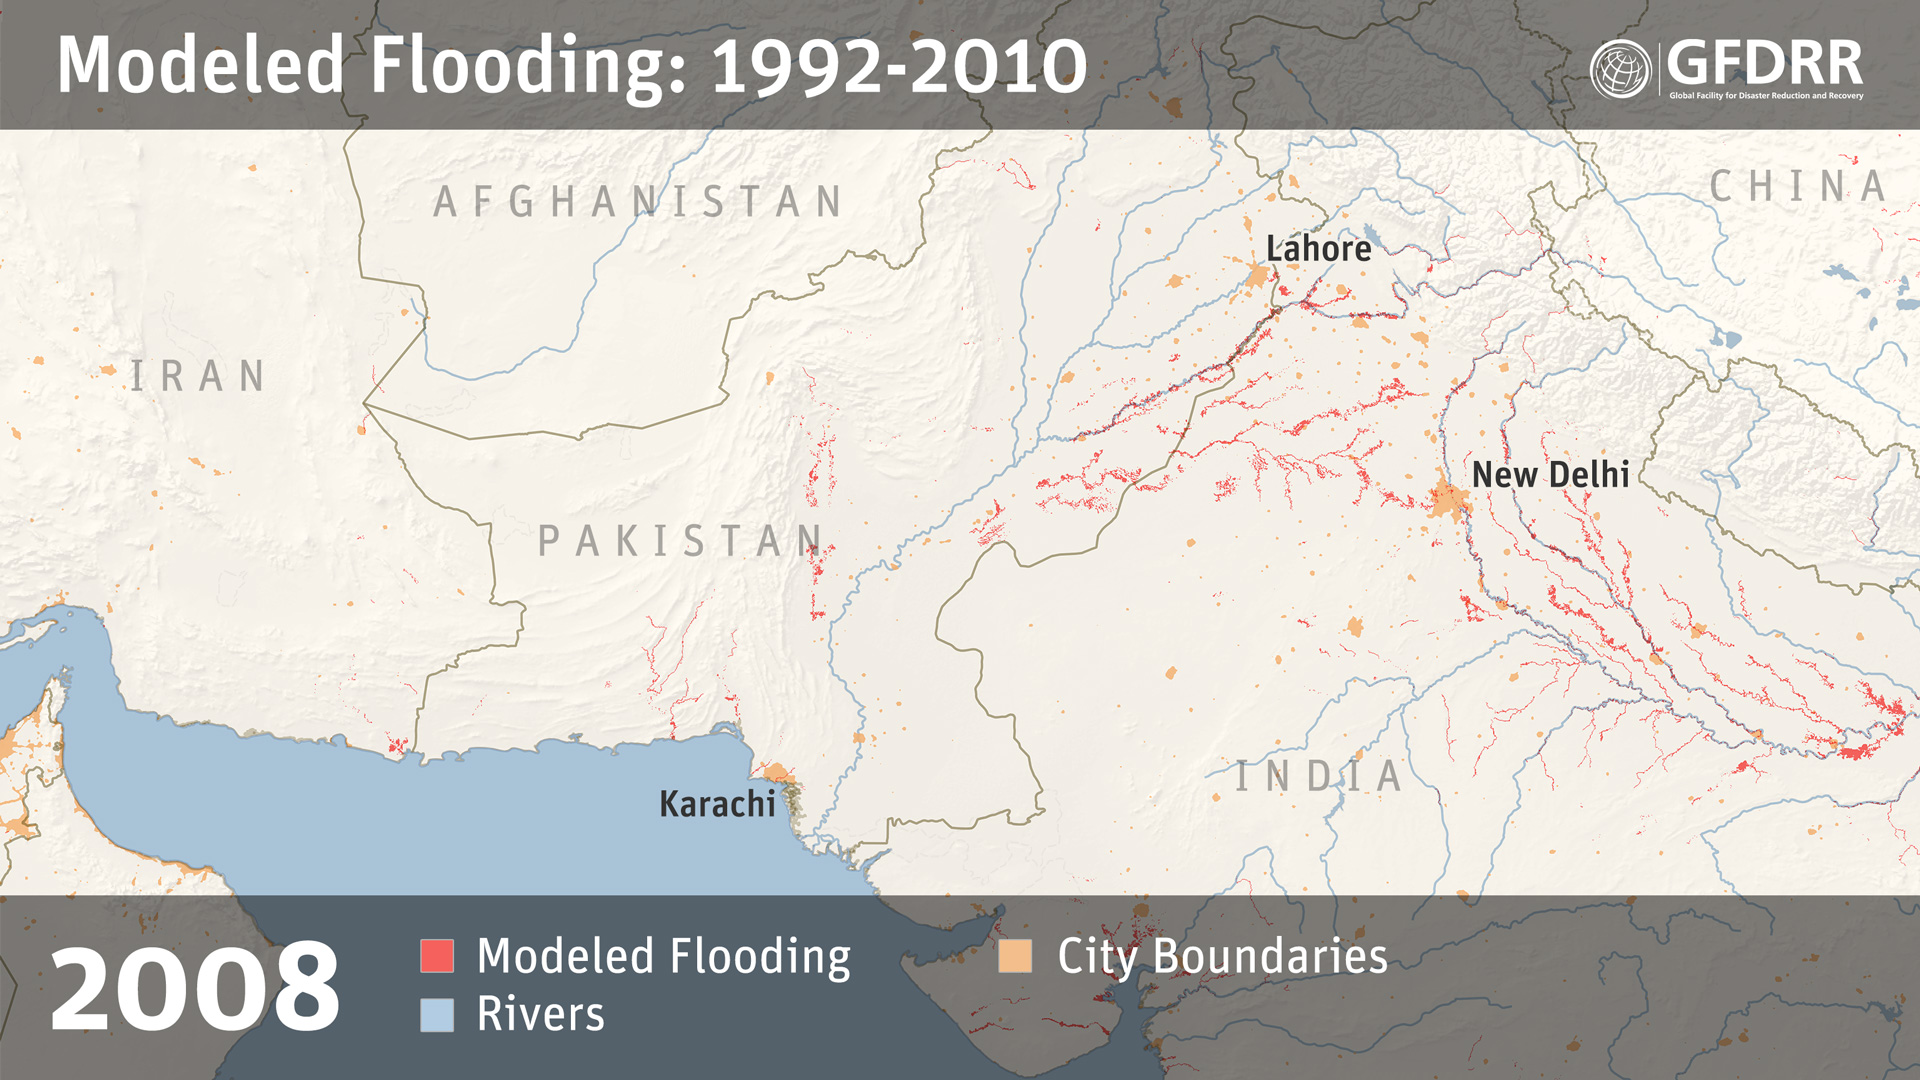 Modeled Flooding: 1992-2010
GFDRR
Global Facility for Disaster Reduction and Recovery
AFGHANISTAN
CHINA
Lahore
IRAN
New Delhi
PAKISTAN
INDIA
Karachi
2008
Modeled Flooding
City Boundaries
Rivers